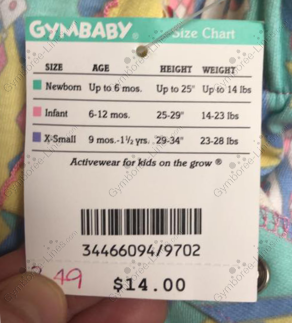 GYMBABY® Size Chart
SIZE AGE HEIGHT WEIGHT
Newborn Up to 6 mos. Up to 25" Up to 14 lbs
Infant 6-12 mos. 25-29" 14-23 lbs
X-Small 9 mos.-1½ yrs. 29-34" 23-28 lbs
Activewear for kids on the grow ®
34466094/9702
$14.00